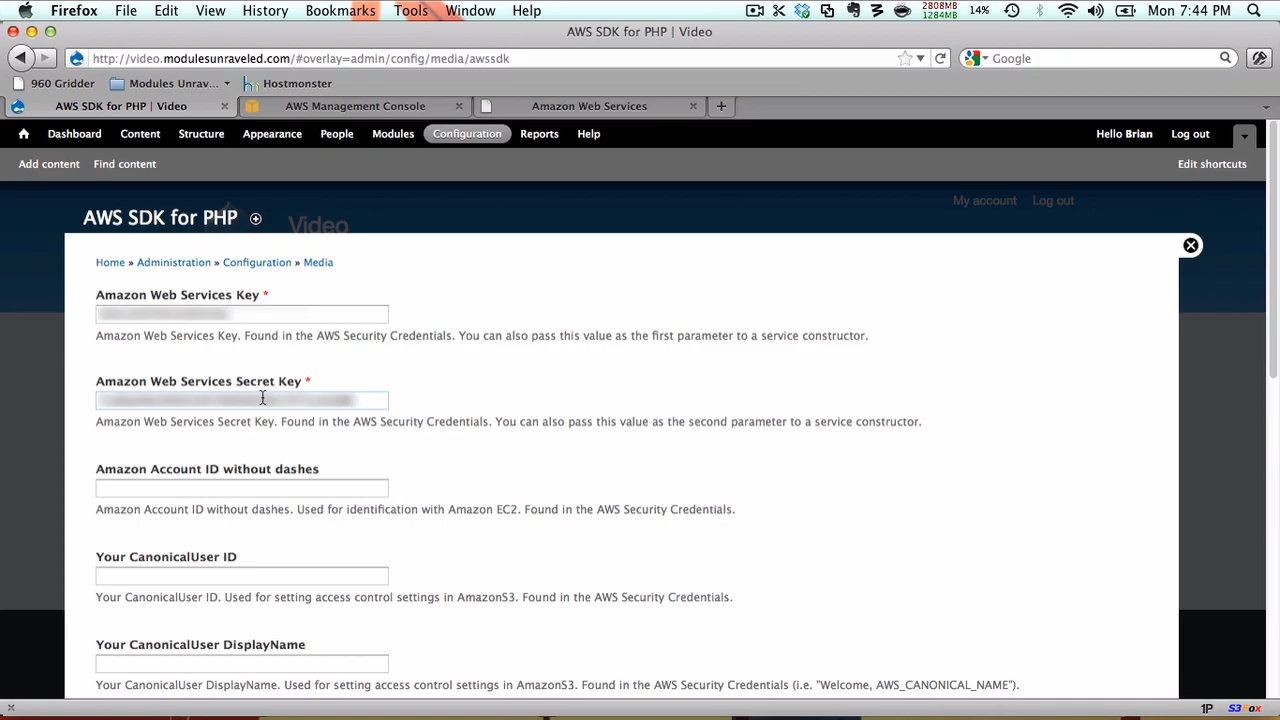 Firefox File Edit View History Bookmarks Tools Window Help 2808MB 1284MB 14% Mon 7:44 PM
AWS SDK for PHP | Video
http://video.modulesunraveled.com/#overlay=admin/config/media/awssdk Google
960 Gridder Modules Unrav... Hostmonster
AWS SDK for PHP | Video AWS Management Console Amazon Web Services
Dashboard Content Structure Appearance People Modules Configuration Reports Help Hello Brian Log out
Add content Find content Edit shortcuts
My account Log out
AWS SDK for PHP
Video
Home » Administration » Configuration » Media
Amazon Web Services Key *
Amazon Web Services Key. Found in the AWS Security Credentials. You can also pass this value as the first parameter to a service constructor.
Amazon Web Services Secret Key *
Amazon Web Services Secret Key. Found in the AWS Security Credentials. You can also pass this value as the second parameter to a service constructor.
Amazon Account ID without dashes
Amazon Account ID without dashes. Used for identification with Amazon EC2. Found in the AWS Security Credentials.
Your CanonicalUser ID
Your CanonicalUser ID. Used for setting access control settings in AmazonS3. Found in the AWS Security Credentials.
Your CanonicalUser DisplayName
Your CanonicalUser DisplayName. Used for setting access control settings in AmazonS3. Found in the AWS Security Credentials (i.e. "Welcome, AWS_CANONICAL_NAME").
1P S3Fox